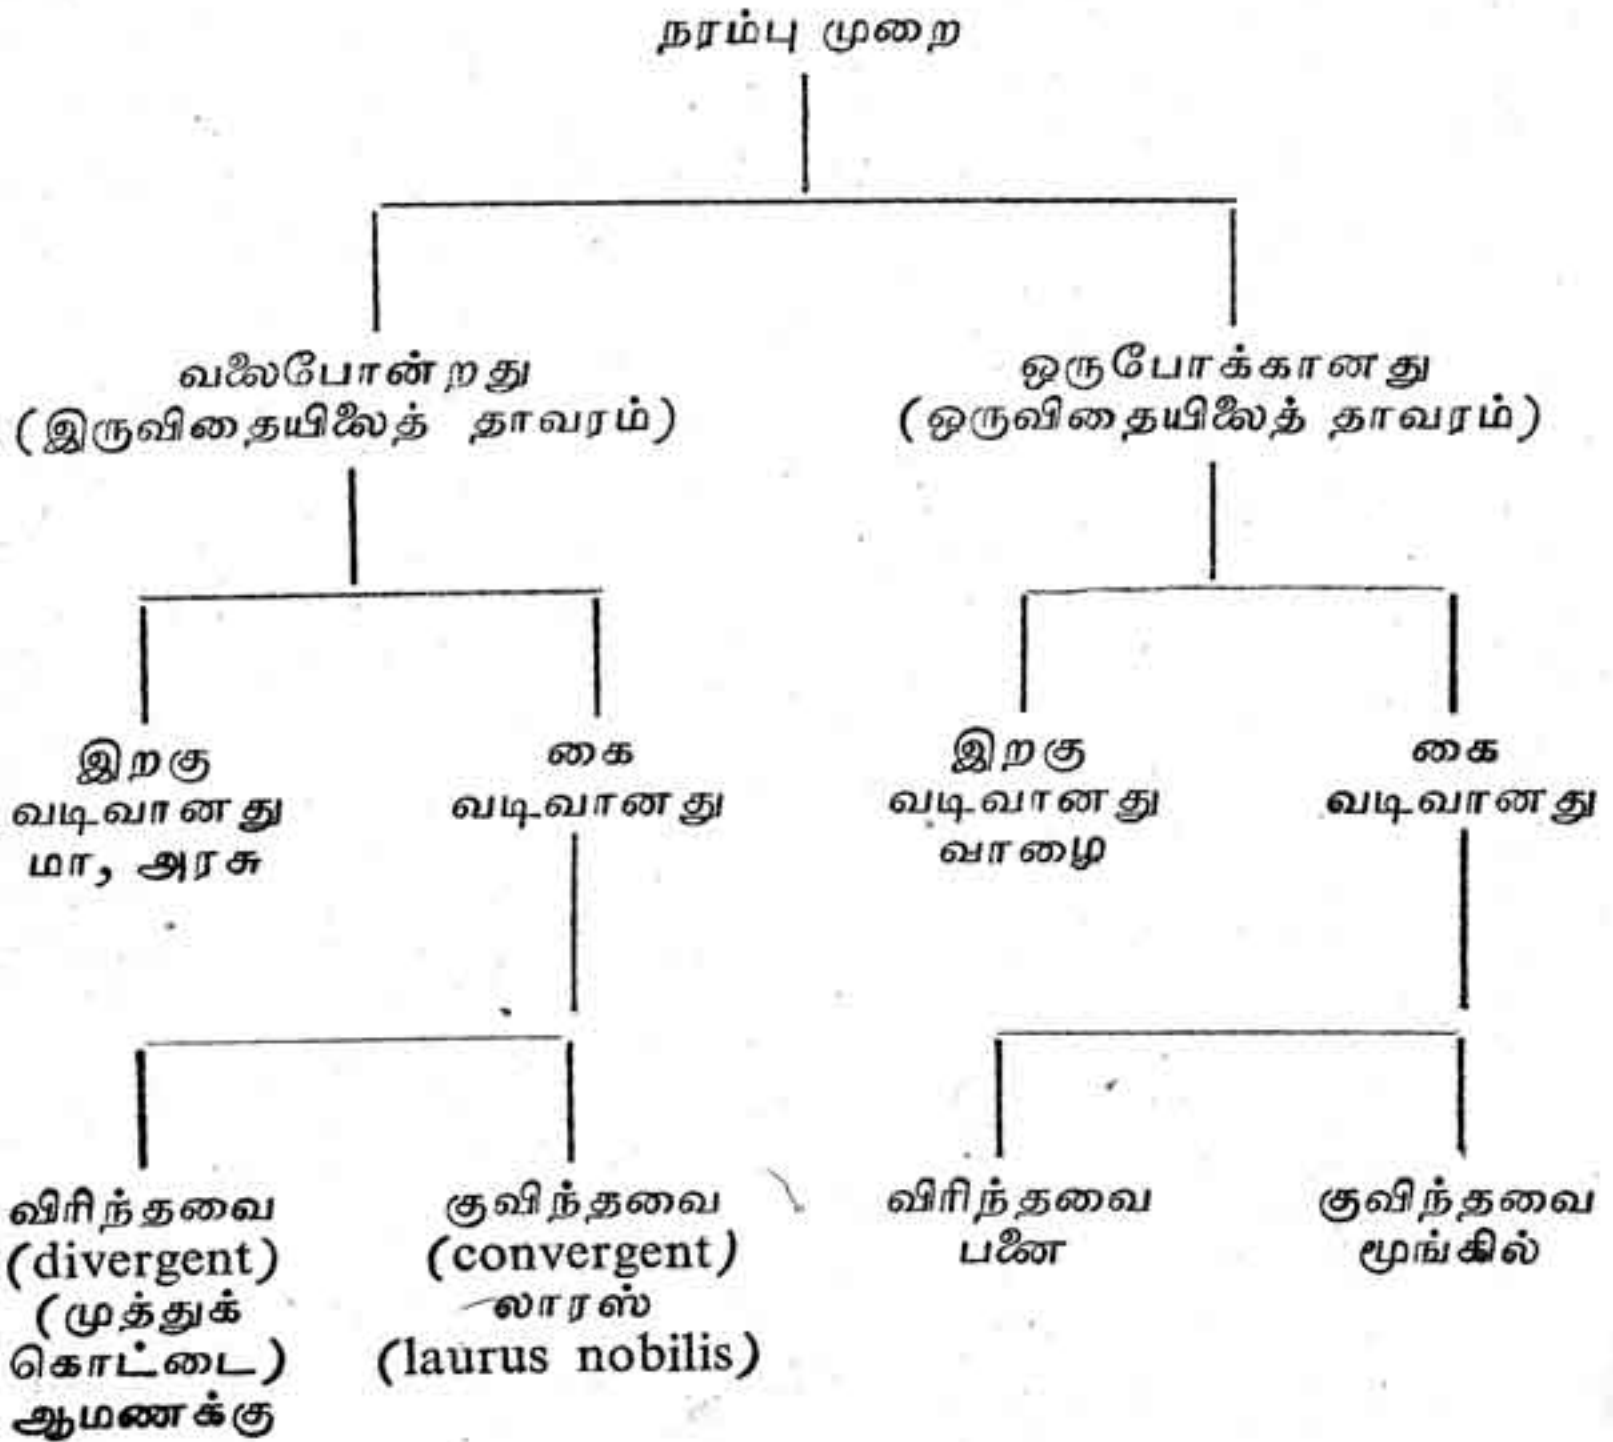 நரம்பு முறை
வலைபோன்றது
(இருவிதையிலைத் தாவரம்)
ஒருபோக்கானது
(ஒருவிதையிலைத் தாவரம்)
இறகு
வடிவானது
மா, அரசு
கை
வடிவானது
இறகு
வடிவானது
வாழை
கை
வடிவானது
விரிந்தவை
(divergent)
(முத்துக்
கொட்டை)
ஆமணக்கு
குவிந்தவை
(convergent)
லாரஸ்
(laurus nobilis)
விரிந்தவை
பனை
குவிந்தவை
மூங்கில்